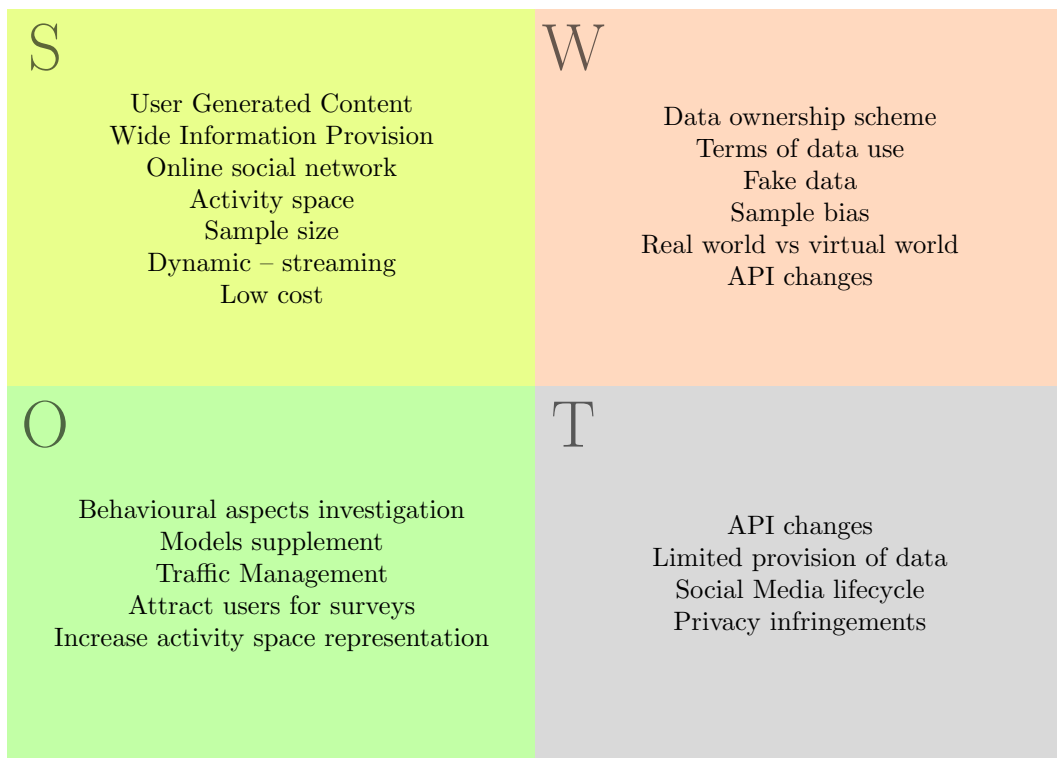 S
User Generated Content
Wide Information Provision
Online social network
Activity space
Sample size
Dynamic – streaming
Low cost
W
Data ownership scheme
Terms of data use
Fake data
Sample bias
Real world vs virtual world
API changes
O
Behavioural aspects investigation
Models supplement
Traffic Management
Attract users for surveys
Increase activity space representation
T
API changes
Limited provision of data
Social Media lifecycle
Privacy infringements